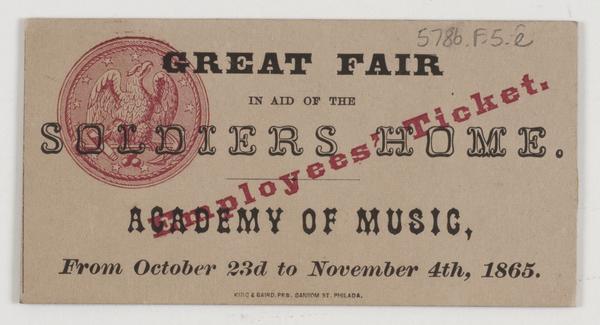 5786.F.5-e
GREAT FAIR
IN AID OF THE
SOLDIERS HOME.
Employees' Ticket.
ACADEMY OF MUSIC,
From October 23d to November 4th, 1865.
KING & BAIRD, PRS. SANSOM ST. PHILADA.